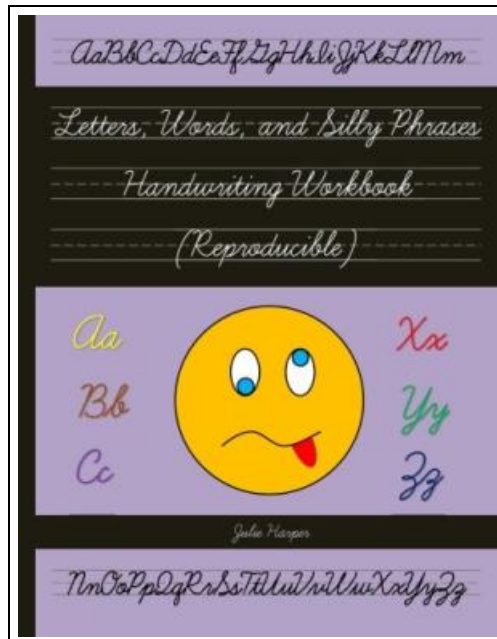 AaBbCcDdEeFfGgHhIiJjKkLlMm
Letters, Words, and Silly Phrases
Handwriting Workbook
(Reproducible)
Aa
Xx
Bb
Yy
Cc
Zz
Julie Harper
NnOoPpQqRrSsTtUuVvWwXxYyZz